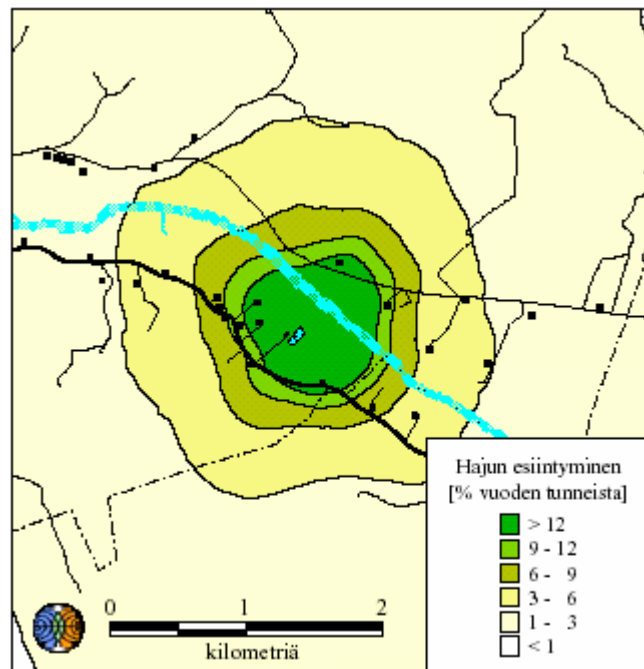 Hajun esiintyminen
[% vuoden tunneista]
> 12
9 - 12
6 - 9
3 - 6
1 - 3
< 1
0 1 2
kilometriä